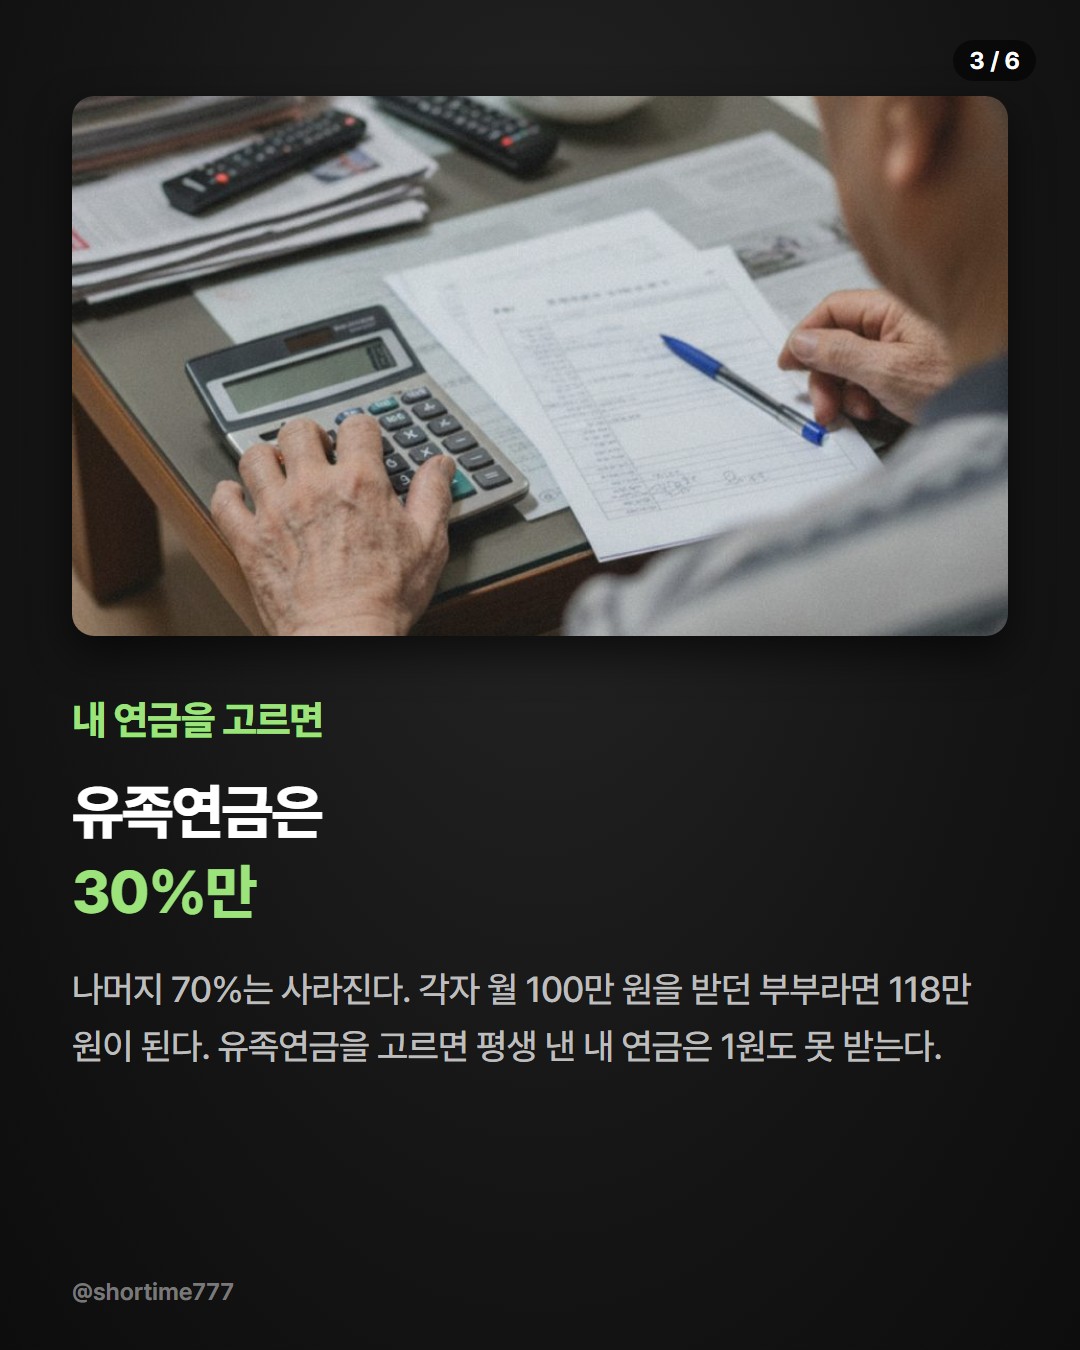 3 / 6
내 연금을 고르면
유족연금은
30%만
나머지 70%는 사라진다. 각자 월 100만 원을 받던 부부라면 118만
원이 된다. 유족연금을 고르면 평생 낸 내 연금은 1원도 못 받는다.
@shortime777